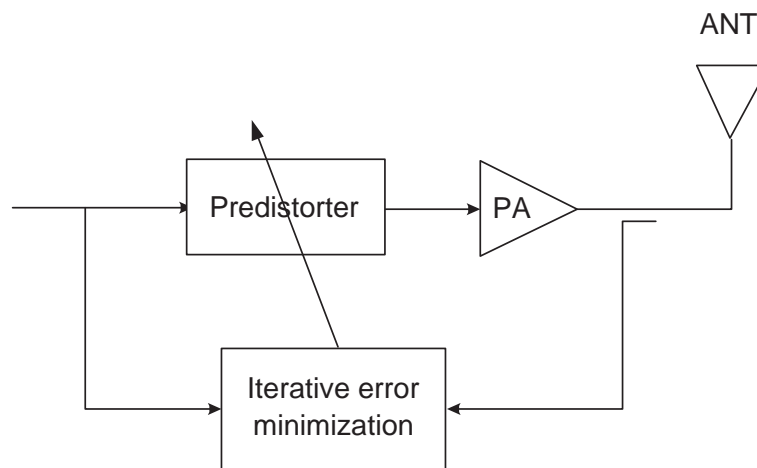 ANT
Predistorter
PA
Iterative error
minimization